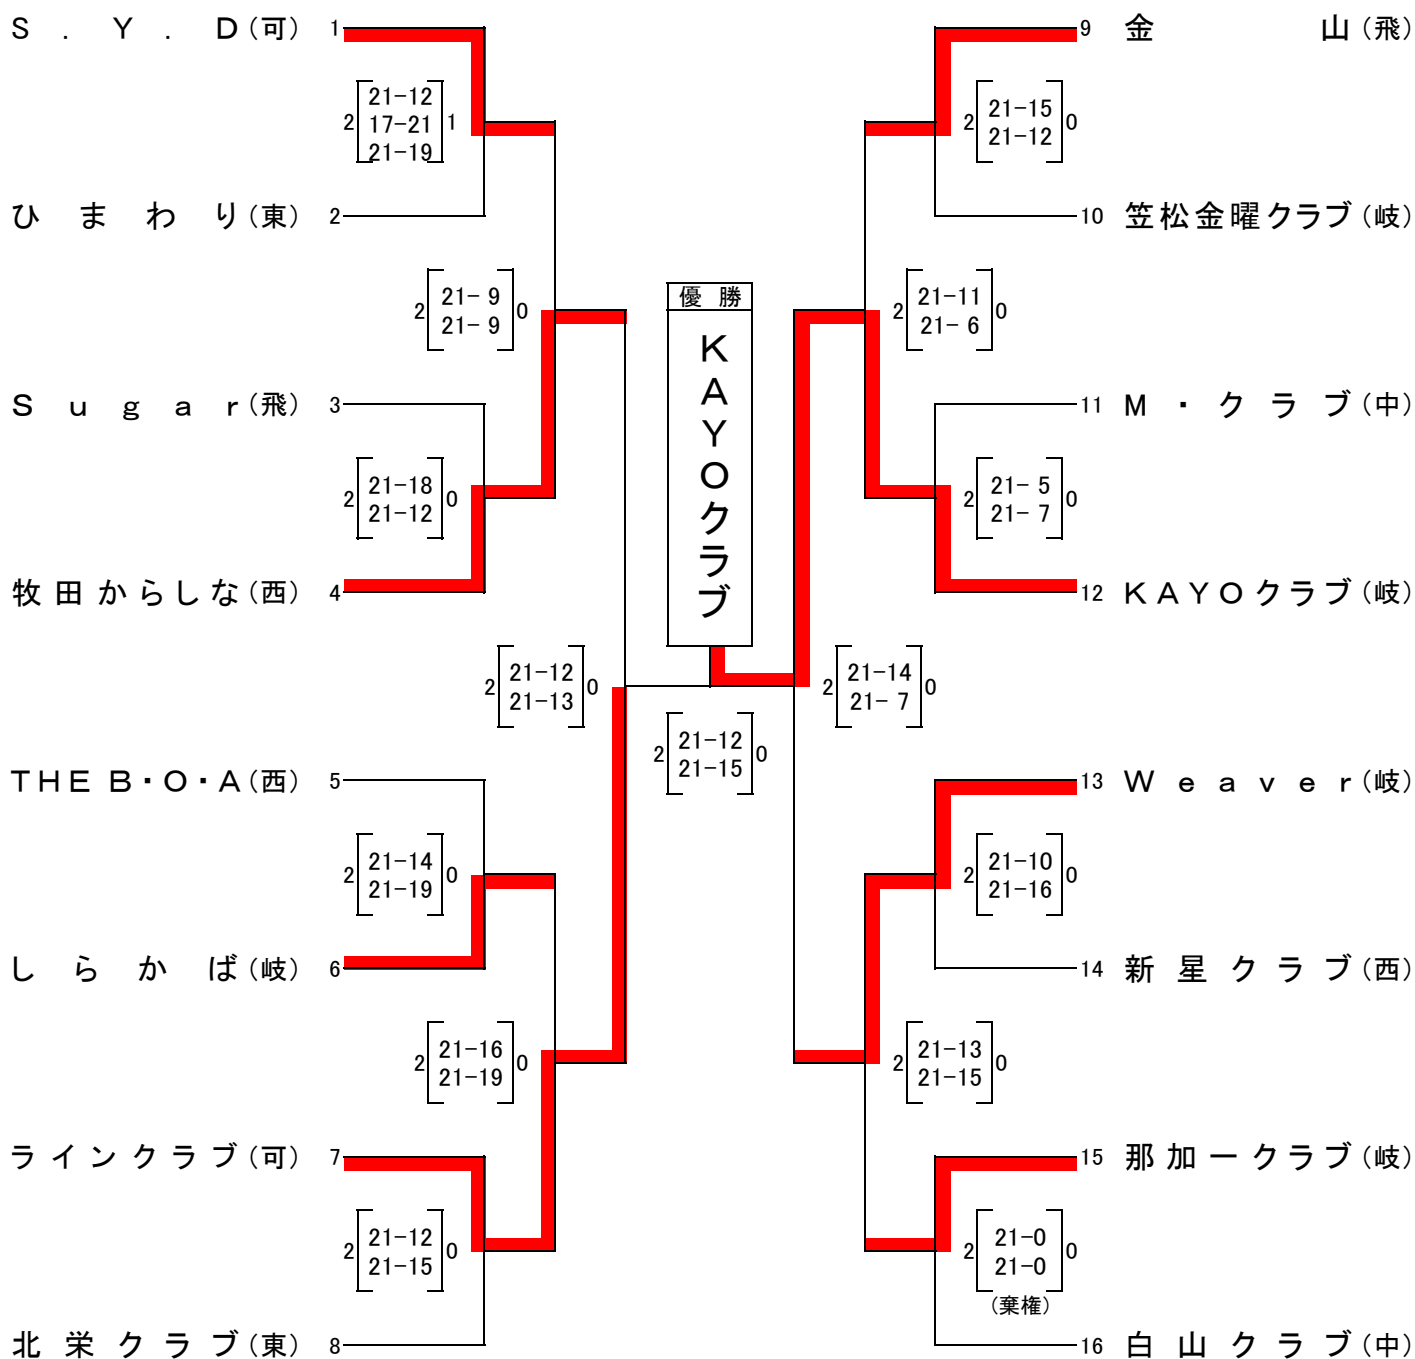 S . Y . D (可) 1
2 21-12 1
17-21
21-19
ひまわり (東) 2
2 21- 9 0
21- 9
Sugar (飛) 3
2 21-18 0
21-12
牧田からしな (西) 4
2 21-12 0
21-13
THE B・O・A (西) 5
2 21-14 0
21-19
しらかば (岐) 6
2 21-16 0
21-19
ラインクラブ (可) 7
2 21-12 0
21-15
北栄クラブ (東) 8
優勝
KAYOクラブ
2 21-12 0
21-15
9 金山 (飛)
2 21-15 0
21-12
10 笠松金曜クラブ (岐)
2 21-11 0
21- 6
11 M・クラブ (中)
2 21- 5 0
21- 7
12 KAYOクラブ (岐)
2 21-14 0
21- 7
13 Weaver (岐)
2 21-10 0
21-16
14 新星クラブ (西)
2 21-13 0
21-15
15 那加一クラブ (岐)
2 21-0 0
21-0
(棄権)
16 白山クラブ (中)